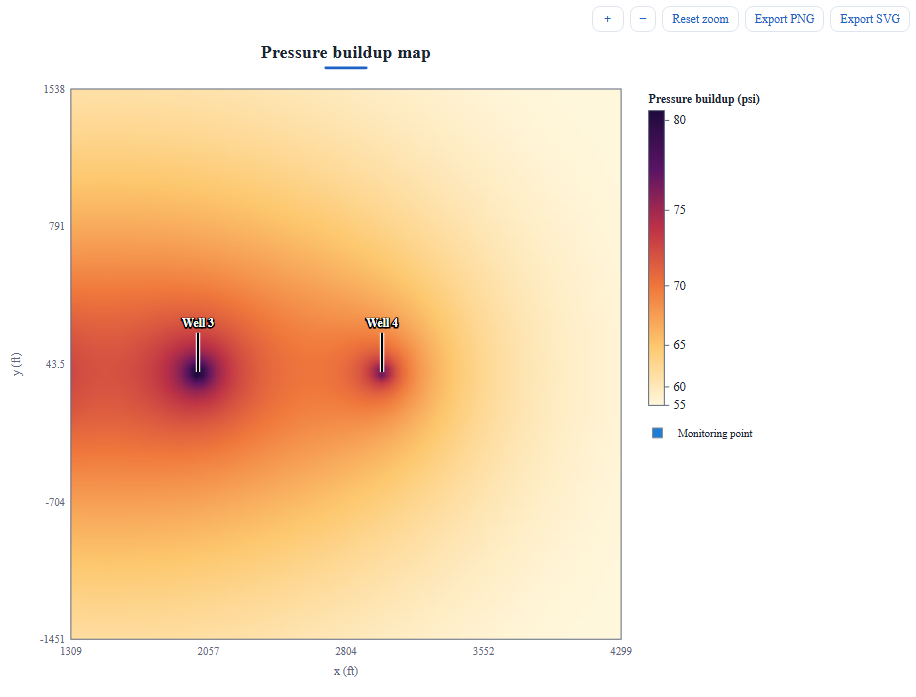 + − Reset zoom Export PNG Export SVG
Pressure buildup map
Pressure buildup (psi)
80
75
70
65
60
55
Monitoring point
1538
791
43.5
-704
-1451
y (ft)
Well 3
Well 4
1309 2057 2804 3552 4299
x (ft)